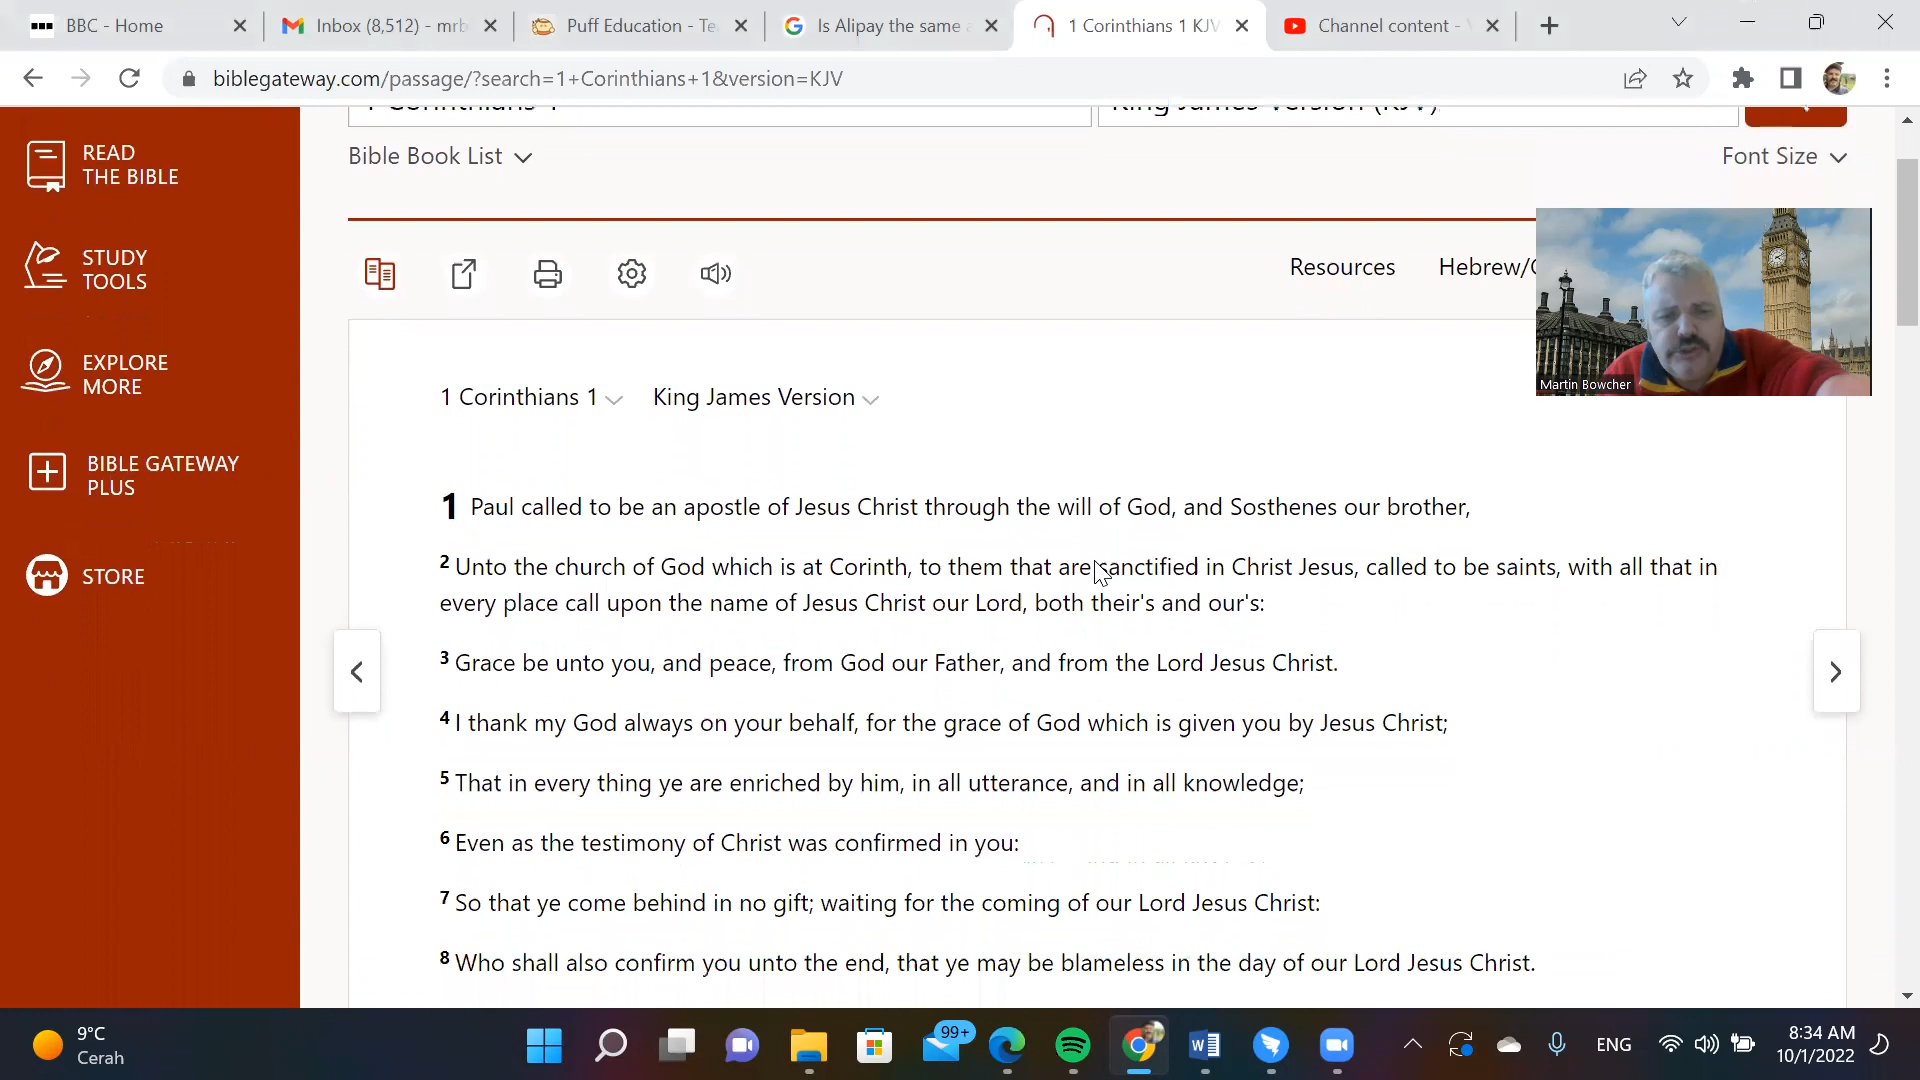 BBC - Home
Inbox (8,512) - mrb
Puff Education - Te
Is Alipay the same a
1 Corinthians 1 KJV
Channel content -
biblegateway.com/passage/?search=1+Corinthians+1&version=KJV
1 Corinthians 1
King James Version (KJV)
Bible Book List
Font Size
READ
THE BIBLE
STUDY
TOOLS
EXPLORE
MORE
BIBLE GATEWAY
PLUS
STORE
Resources
Hebrew/
Martin Bowcher
1 Corinthians 1
King James Version
1 Paul called to be an apostle of Jesus Christ through the will of God, and Sosthenes our brother,
2 Unto the church of God which is at Corinth, to them that are sanctified in Christ Jesus, called to be saints, with all that in
every place call upon the name of Jesus Christ our Lord, both their's and our's:
3 Grace be unto you, and peace, from God our Father, and from the Lord Jesus Christ.
4 I thank my God always on your behalf, for the grace of God which is given you by Jesus Christ;
5 That in every thing ye are enriched by him, in all utterance, and in all knowledge;
6 Even as the testimony of Christ was confirmed in you:
7 So that ye come behind in no gift; waiting for the coming of our Lord Jesus Christ:
8 Who shall also confirm you unto the end, that ye may be blameless in the day of our Lord Jesus Christ.
9°C
Cerah
99+
ENG
8:34 AM
10/1/2022